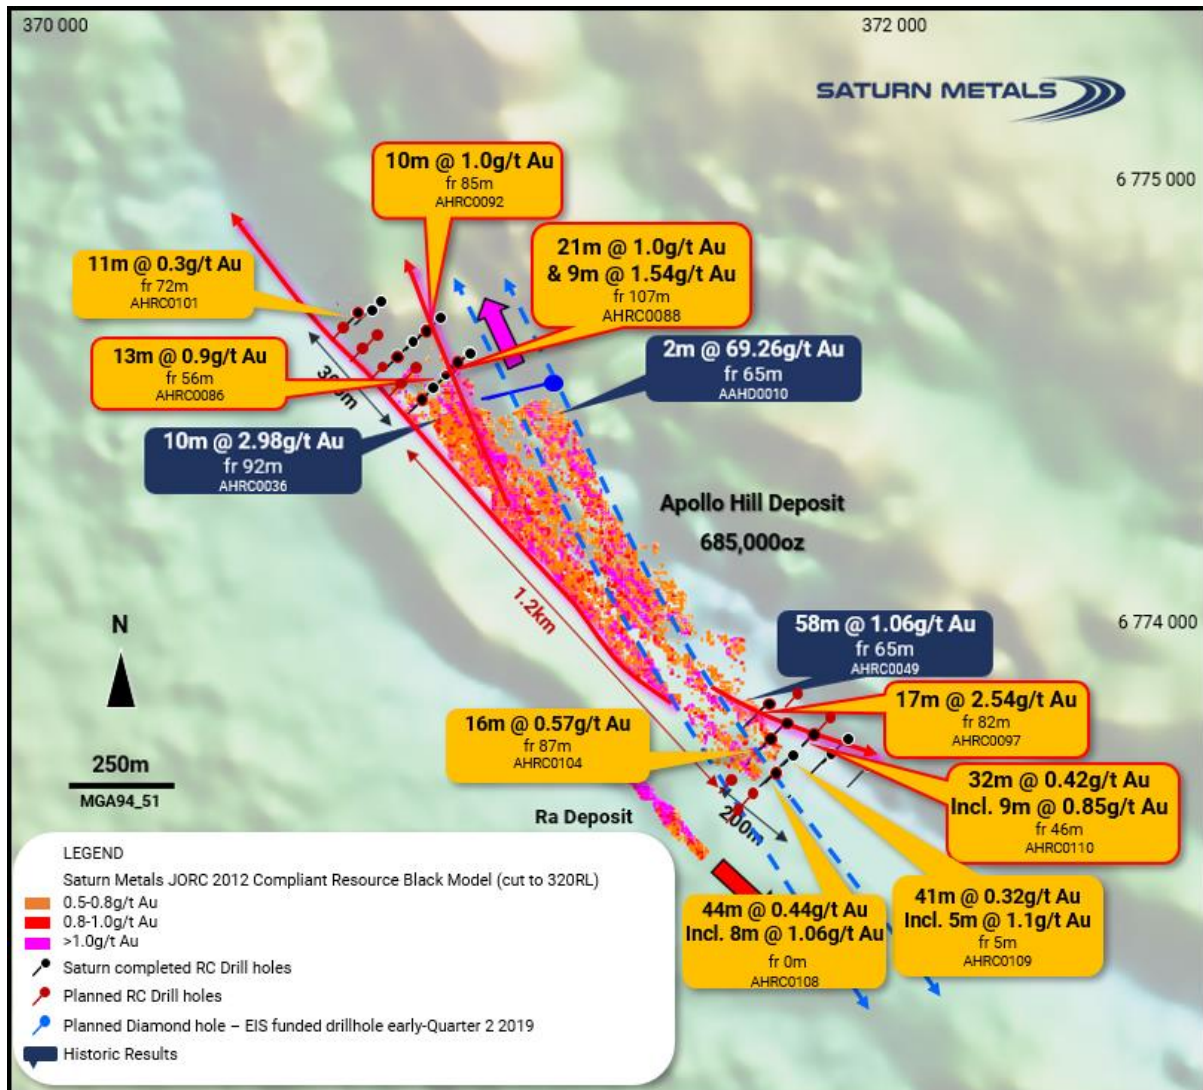 370 000
372 000
SATURN METALS
6 775 000
10m @ 1.0g/t Au
fr 85m
AHRC0092
21m @ 1.0g/t Au
& 9m @ 1.54g/t Au
fr 107m
AHRC0088
11m @ 0.3g/t Au
fr 72m
AHRC0101
13m @ 0.9g/t Au
fr 56m
AHRC0086
2m @ 69.26g/t Au
fr 65m
AAHD0010
10m @ 2.98g/t Au
fr 92m
AHRC0036
Apollo Hill Deposit
685,000oz
1.2km
6 774 000
58m @ 1.06g/t Au
fr 65m
AHRC0049
N
250m
MGA94_51
17m @ 2.54g/t Au
fr 82m
AHRC0097
16m @ 0.57g/t Au
fr 87m
AHRC0104
32m @ 0.42g/t Au
Incl. 9m @ 0.85g/t Au
fr 46m
AHRC0110
Ra Deposit
200m
44m @ 0.44g/t Au
Incl. 8m @ 1.06g/t Au
fr 0m
AHRC0108
41m @ 0.32g/t Au
Incl. 5m @ 1.1g/t Au
fr 5m
AHRC0109
LEGEND
Saturn Metals JORC 2012 Compliant Resource Black Model (cut to 320RL)
0.5-0.8g/t Au
0.8-1.0g/t Au
>1.0g/t Au
Saturn completed RC Drill holes
Planned RC Drill holes
Planned Diamond hole – EIS funded drillhole early-Quarter 2 2019
Historic Results